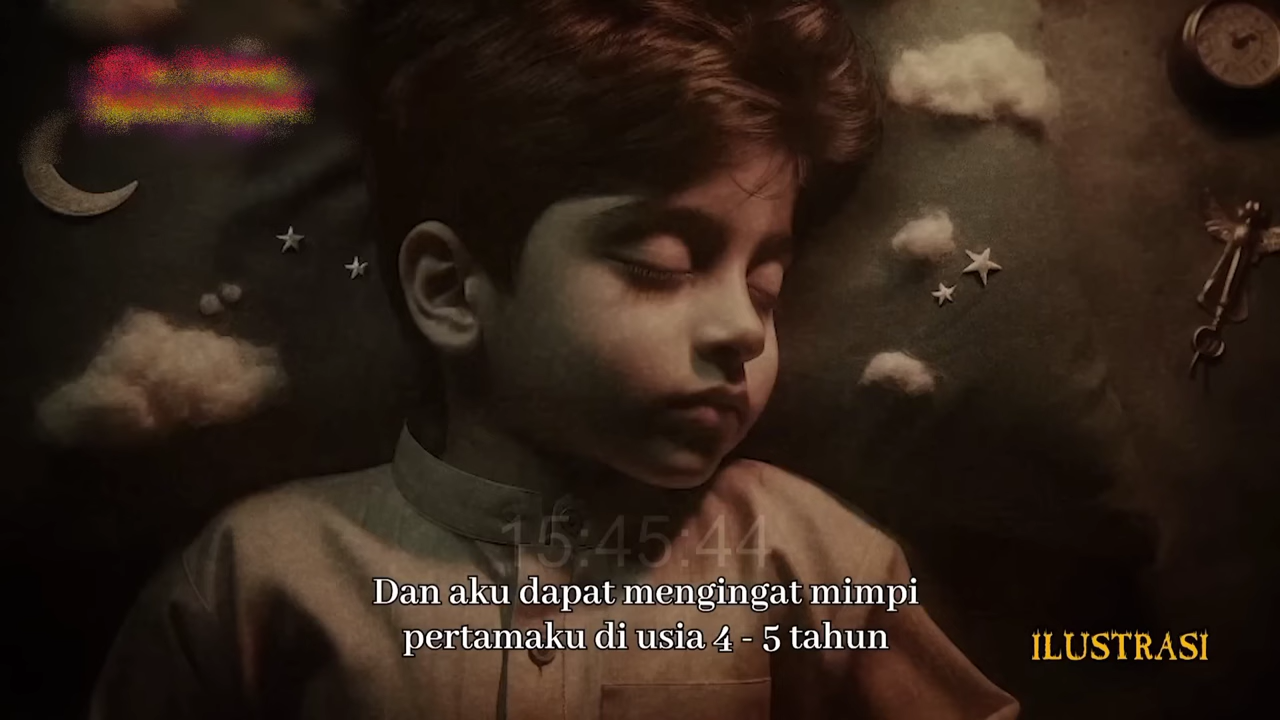 15:45:44
Dan aku dapat mengingat mimpi
pertamaku di usia 4 - 5 tahun
ILUSTRASI